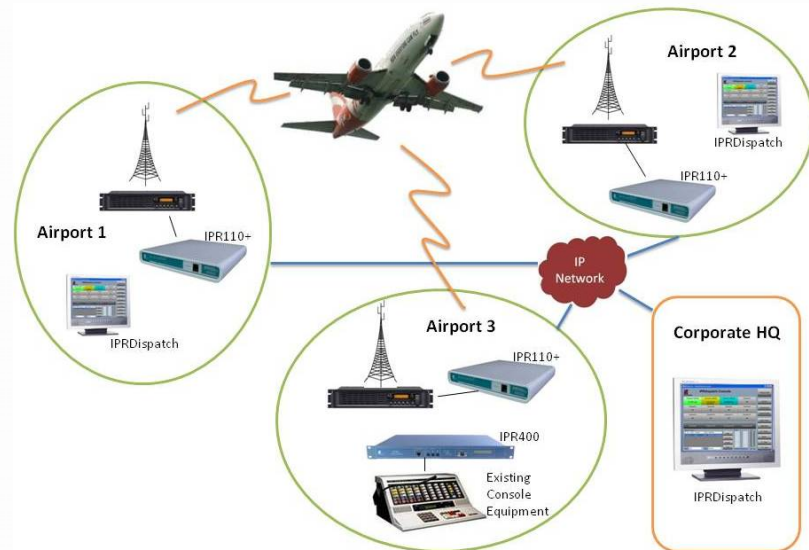 Airport 2
IPRDispatch
IPR110+
Airport 1
IPR110+
IPRDispatch
IP
Network
Airport 3
IPR110+
IPR400
Existing
Console
Equipment
Corporate HQ
IPRDispatch